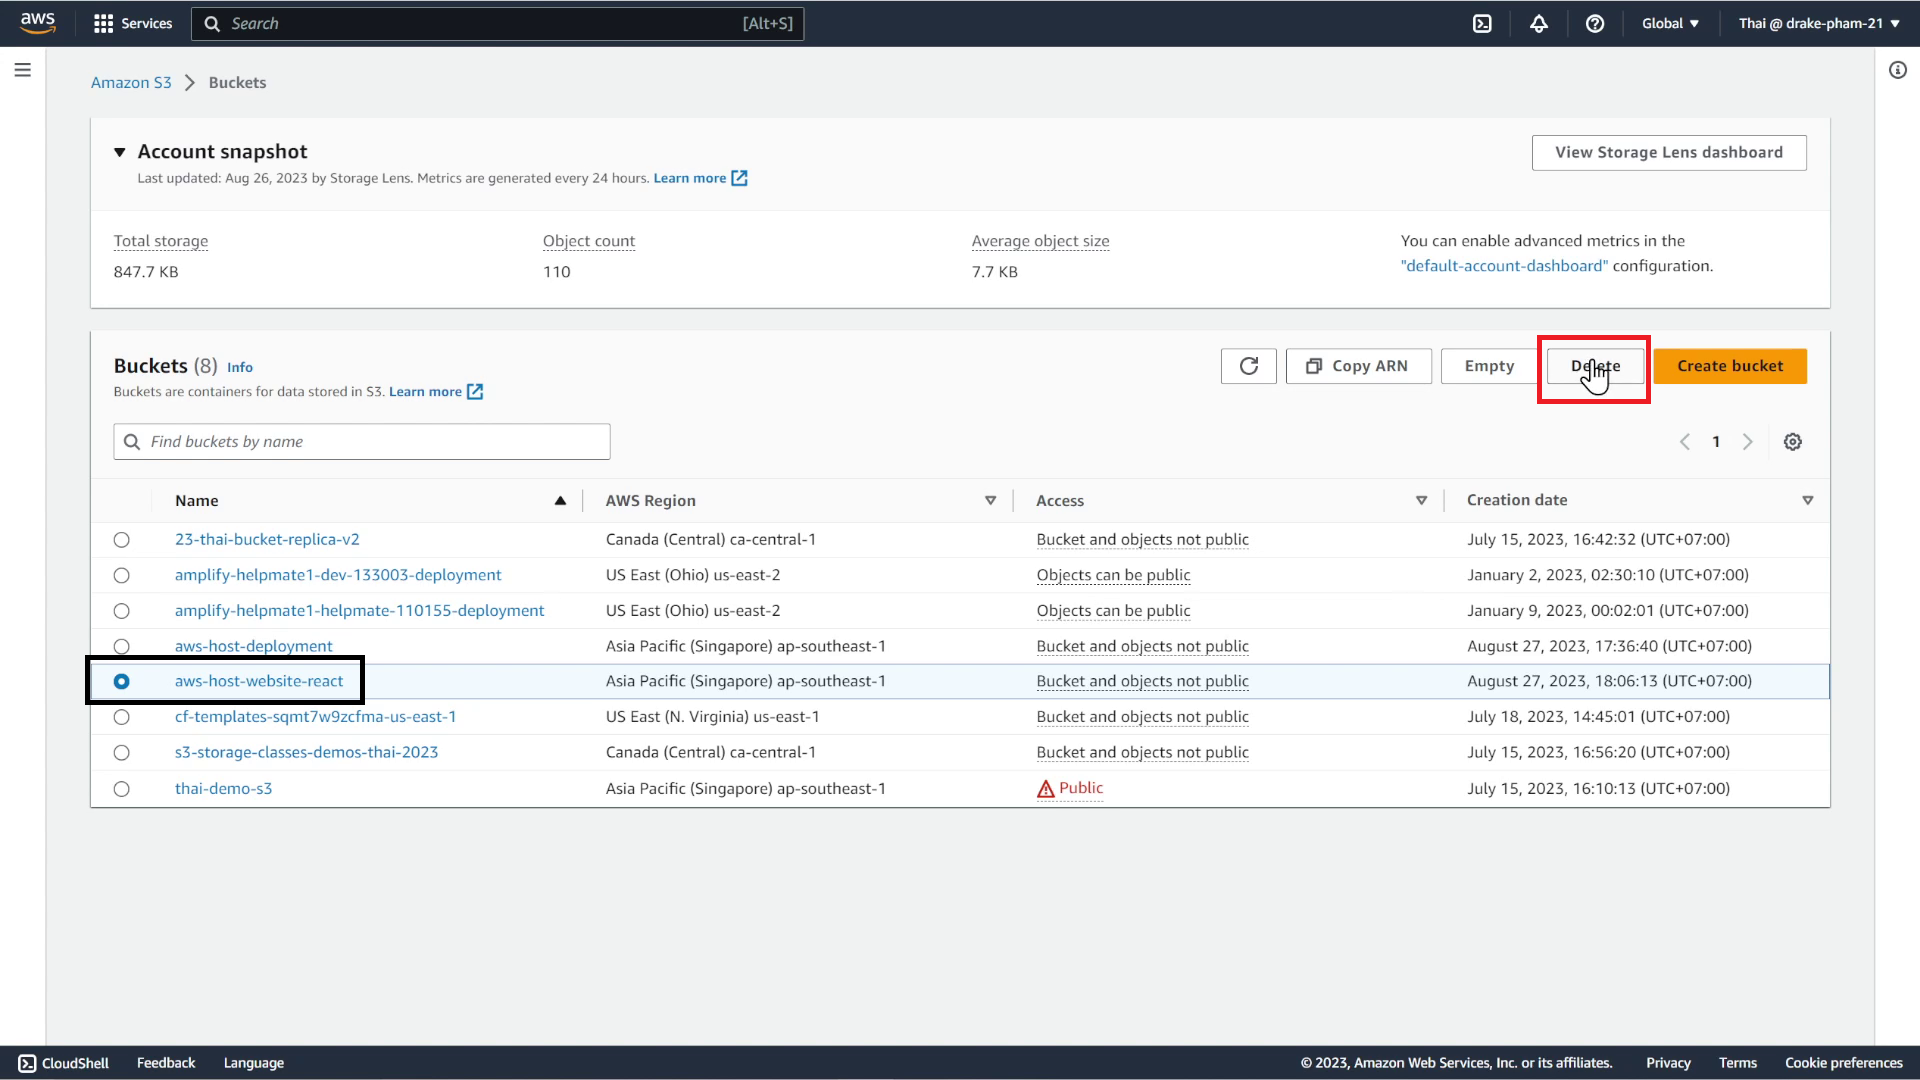 aws Services Search [Alt+S] Global Thai @ drake-pham-21
Amazon S3 > Buckets
Account snapshot View Storage Lens dashboard
Last updated: Aug 26, 2023 by Storage Lens. Metrics are generated every 24 hours. Learn more
Total storage Object count Average object size You can enable advanced metrics in the
847.7 KB 110 7.7 KB "default-account-dashboard" configuration.
Buckets (8) Info Copy ARN Empty Delete Create bucket
Buckets are containers for data stored in S3. Learn more
Find buckets by name 1
Name AWS Region Access Creation date
23-thai-bucket-replica-v2 Canada (Central) ca-central-1 Bucket and objects not public July 15, 2023, 16:42:32 (UTC+07:00)
amplify-helpmate1-dev-133003-deployment US East (Ohio) us-east-2 Objects can be public January 2, 2023, 02:30:10 (UTC+07:00)
amplify-helpmate1-helpmate-110155-deployment US East (Ohio) us-east-2 Objects can be public January 9, 2023, 00:02:01 (UTC+07:00)
aws-host-deployment Asia Pacific (Singapore) ap-southeast-1 Bucket and objects not public August 27, 2023, 17:36:40 (UTC+07:00)
aws-host-website-react Asia Pacific (Singapore) ap-southeast-1 Bucket and objects not public August 27, 2023, 18:06:13 (UTC+07:00)
cf-templates-sqmt7w9zcfma-us-east-1 US East (N. Virginia) us-east-1 Bucket and objects not public July 18, 2023, 14:45:01 (UTC+07:00)
s3-storage-classes-demos-thai-2023 Canada (Central) ca-central-1 Bucket and objects not public July 15, 2023, 16:56:20 (UTC+07:00)
thai-demo-s3 Asia Pacific (Singapore) ap-southeast-1 Public July 15, 2023, 16:10:13 (UTC+07:00)
CloudShell Feedback Language © 2023, Amazon Web Services, Inc. or its affiliates. Privacy Terms Cookie preferences